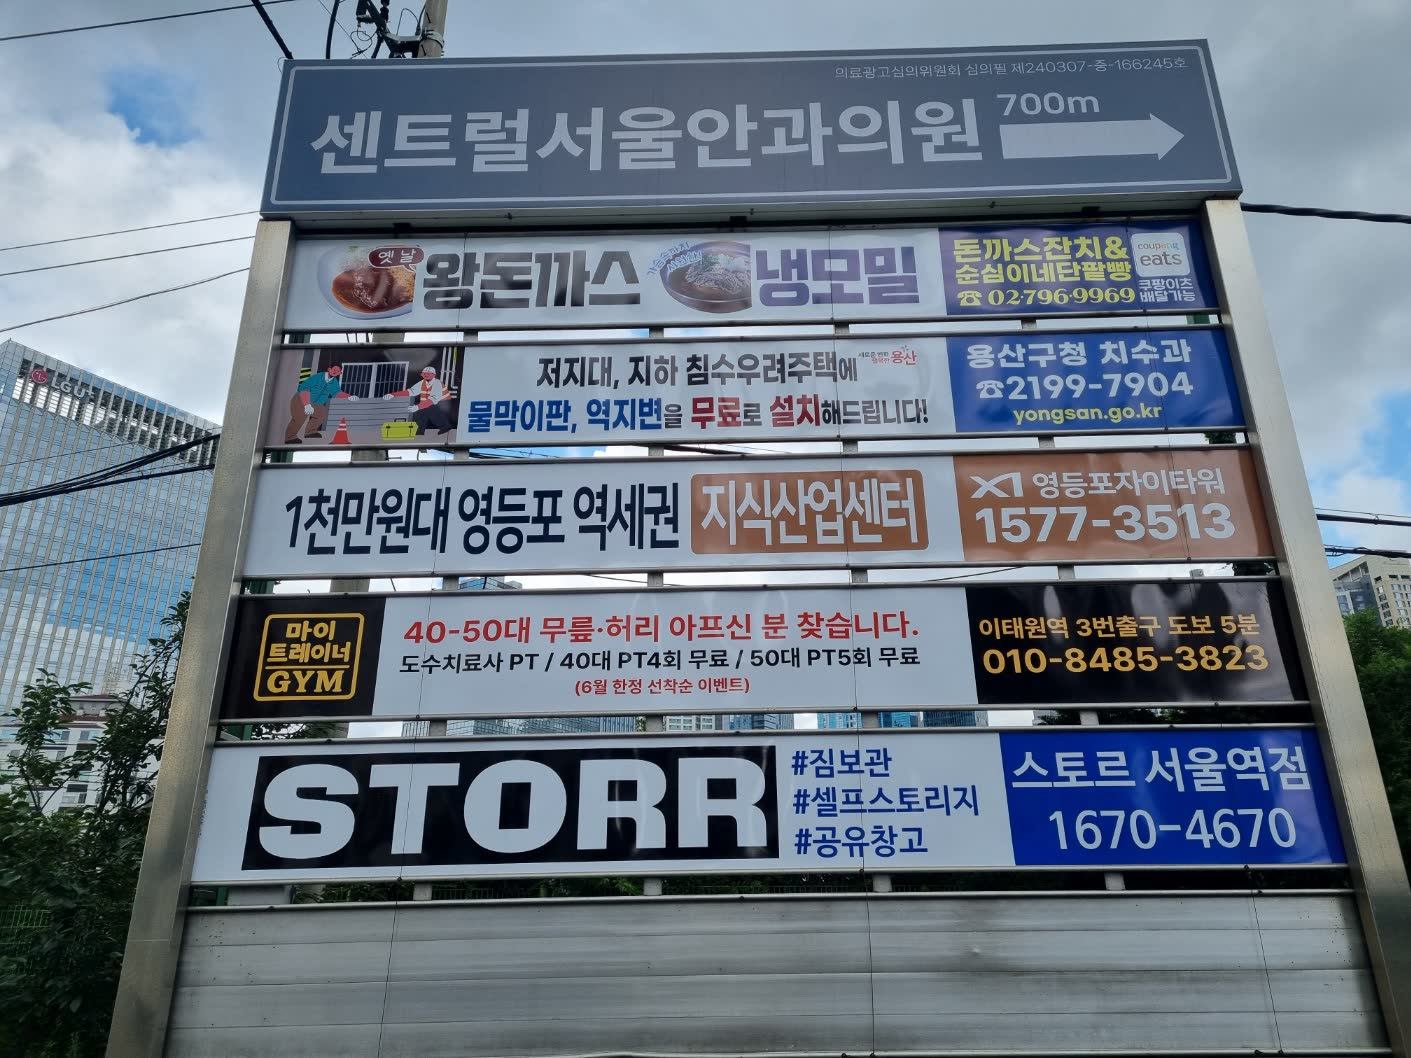 의료광고심의위원회 심의필 제240307-중-166245호
센트럴서울안과의원 700m
옛날 왕돈까스 냉모밀
돈까스잔치&
순심이네단팥빵
☎ 02·796·9969
coupang
eats
쿠팡이츠
배달가능
저지대, 지하 침수우려주택에
물막이판, 역지변을 무료로 설치해드립니다!
용산
용산구청 치수과
☎2199-7904
yongsan.go.kr
1천만원대 영등포 역세권 지식산업센터
XI 영등포자이타워
1577-3513
마이
트레이너
GYM
40-50대 무릎·허리 아프신 분 찾습니다.
도수치료사 PT / 40대 PT4회 무료 / 50대 PT5회 무료
(6월 한정 선착순 이벤트)
이태원역 3번출구 도보 5분
010-8485-3823
STORR
#짐보관
#셀프스토리지
#공유창고
스토르 서울역점
1670-4670
LG U+